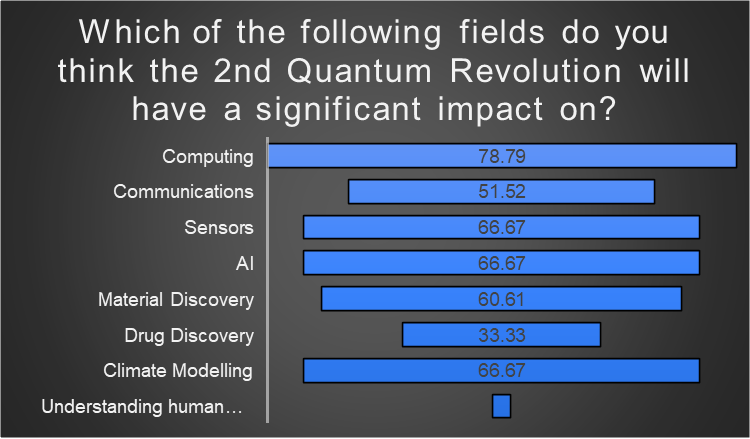 Which of the following fields do you
think the 2nd Quantum Revolution will
have a significant impact on?
Computing 78.79
Communications 51.52
Sensors 66.67
AI 66.67
Material Discovery 60.61
Drug Discovery 33.33
Climate Modelling 66.67
Understanding human…